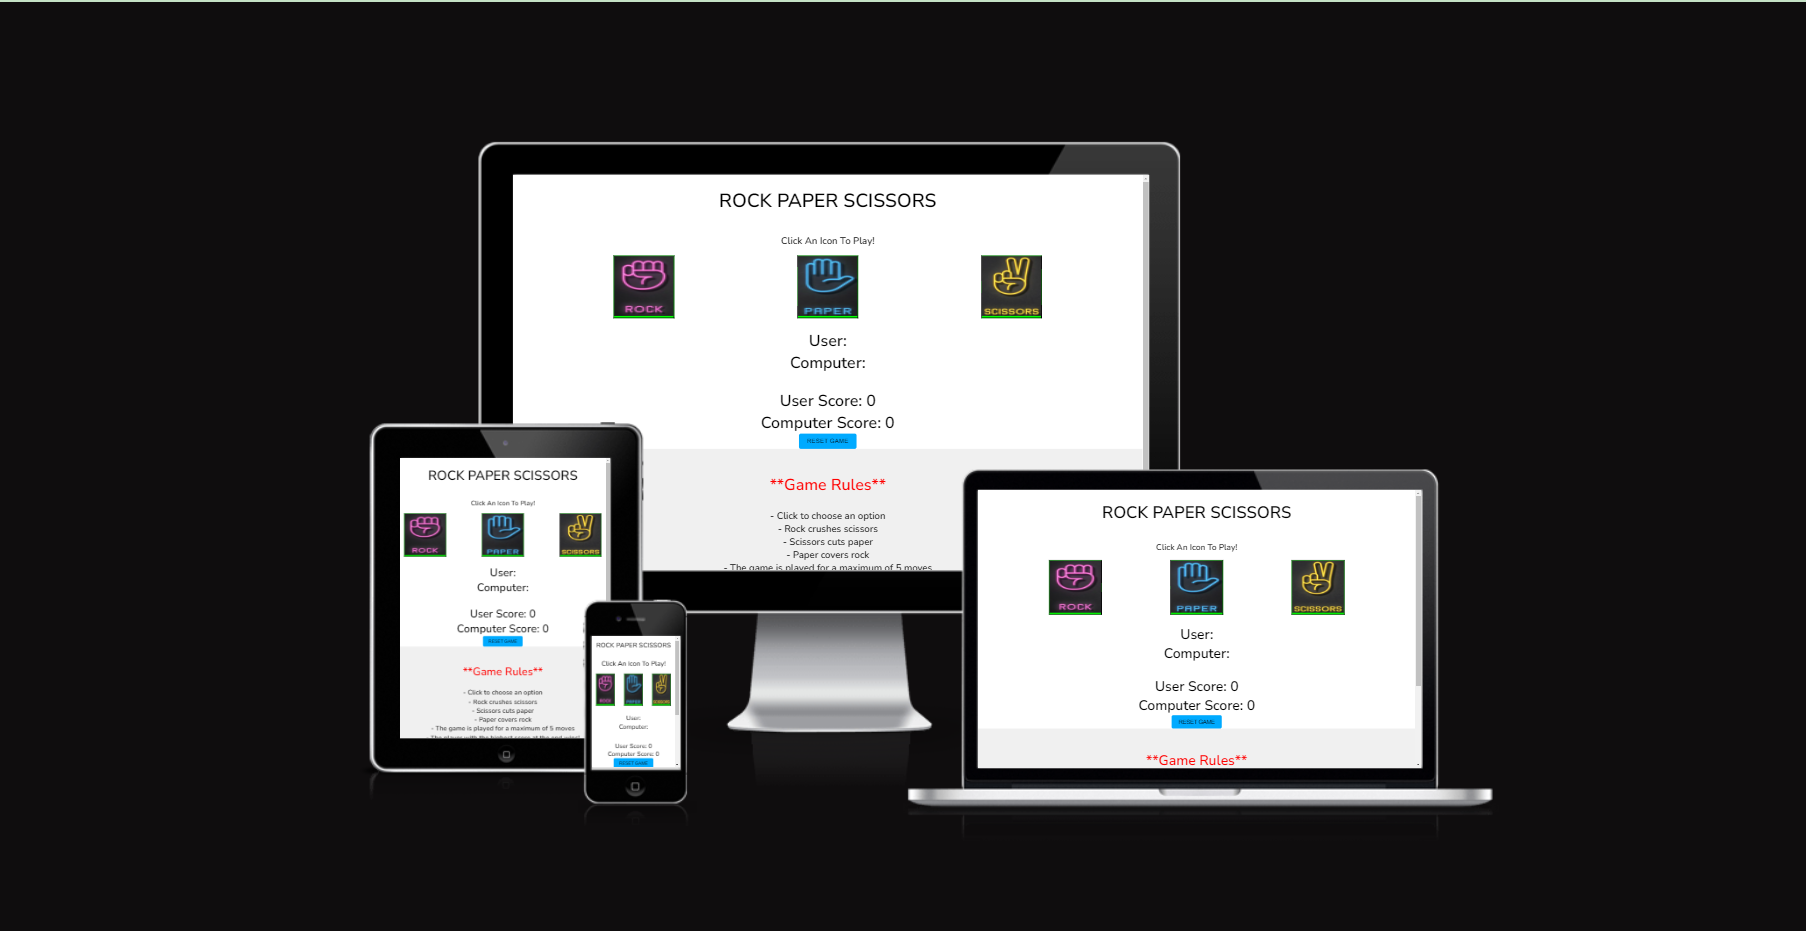 ROCK PAPER SCISSORS
Click An Icon To Play!
ROCK PAPER SCISSORS
User:
Computer:
User Score: 0
Computer Score: 0
RESET GAME
**Game Rules**
- Click to choose an option
- Rock crushes scissors
- Scissors cuts paper
- Paper covers rock
- The game is played for a maximum of 5 moves
ROCK PAPER SCISSORS
Click An Icon To Play!
ROCK PAPER SCISSORS
User:
Computer:
User Score: 0
Computer Score: 0
RESET GAME
**Game Rules**
- Click to choose an option
- Rock crushes scissors
- Scissors cuts paper
- Paper covers rock
- The game is played for a maximum of 5 moves
ROCK PAPER SCISSORS
Click An Icon To Play!
ROCK PAPER SCISSORS
User:
Computer:
User Score: 0
Computer Score: 0
RESET GAME
ROCK PAPER SCISSORS
Click An Icon To Play!
ROCK PAPER SCISSORS
User:
Computer:
User Score: 0
Computer Score: 0
RESET GAME
**Game Rules**